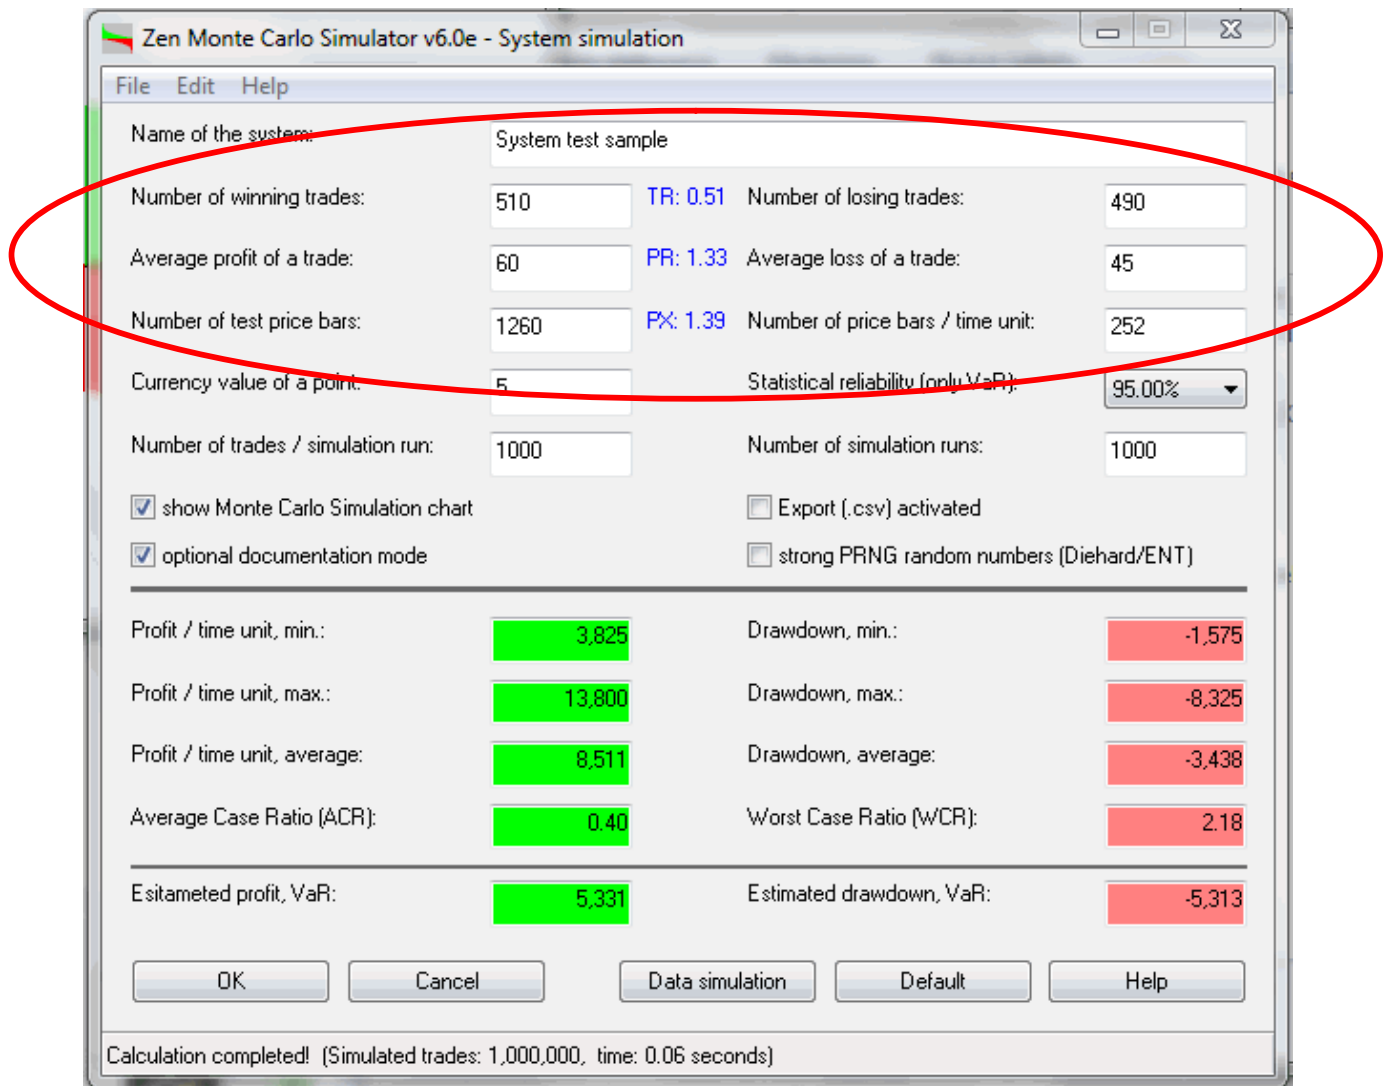 Zen Monte Carlo Simulator v6.0e - System simulation
File Edit Help
Name of the system: System test sample
Number of winning trades: 510 TR: 0.51 Number of losing trades: 490
Average profit of a trade: 60 PR: 1.33 Average loss of a trade: 45
Number of test price bars: 1260 PX: 1.39 Number of price bars / time unit: 252
Currency value of a point: 5 Statistical reliability (only VaR): 95.00%
Number of trades / simulation run: 1000 Number of simulation runs: 1000
show Monte Carlo Simulation chart Export (.csv) activated
optional documentation mode strong PRNG random numbers (Diehard/ENT)
Profit / time unit, min.: 3,825 Drawdown, min.: -1,575
Profit / time unit, max.: 13,800 Drawdown, max.: -8,325
Profit / time unit, average: 8,511 Drawdown, average: -3,438
Average Case Ratio (ACR): 0.40 Worst Case Ratio (WCR): 2.18
Esitameted profit, VaR: 5,331 Estimated drawdown, VaR: -5,313
OK Cancel Data simulation Default Help
Calculation completed! (Simulated trades: 1,000,000, time: 0.06 seconds)